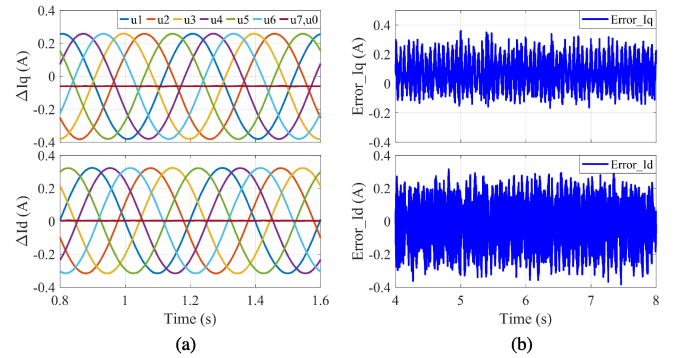 u1 u2 u3 u4 u5 u6 u7,u0
ΔIq (A)
0.4
0.2
0
-0.2
-0.4
ΔId (A)
0.4
0.2
0
-0.2
-0.4
0.8 1 1.2 1.4 1.6
Time (s)
(a)
Error_Iq
Error_Iq (A)
0.4
0.2
0
-0.2
-0.4
Error_Id
Error_Id (A)
0.4
0.2
0
-0.2
-0.4
4 5 6 7 8
Time (s)
(b)